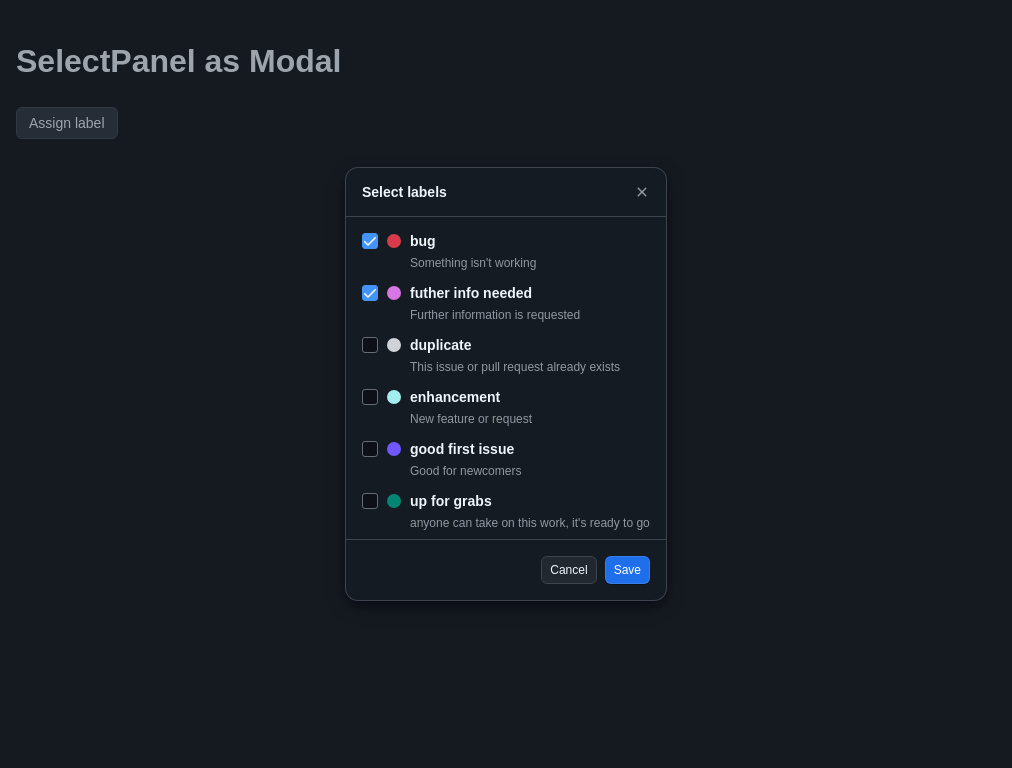 SelectPanel as Modal
Assign label
Select labels
bug
Something isn't working
futher info needed
Further information is requested
duplicate
This issue or pull request already exists
enhancement
New feature or request
good first issue
Good for newcomers
up for grabs
anyone can take on this work, it's ready to go
Cancel Save